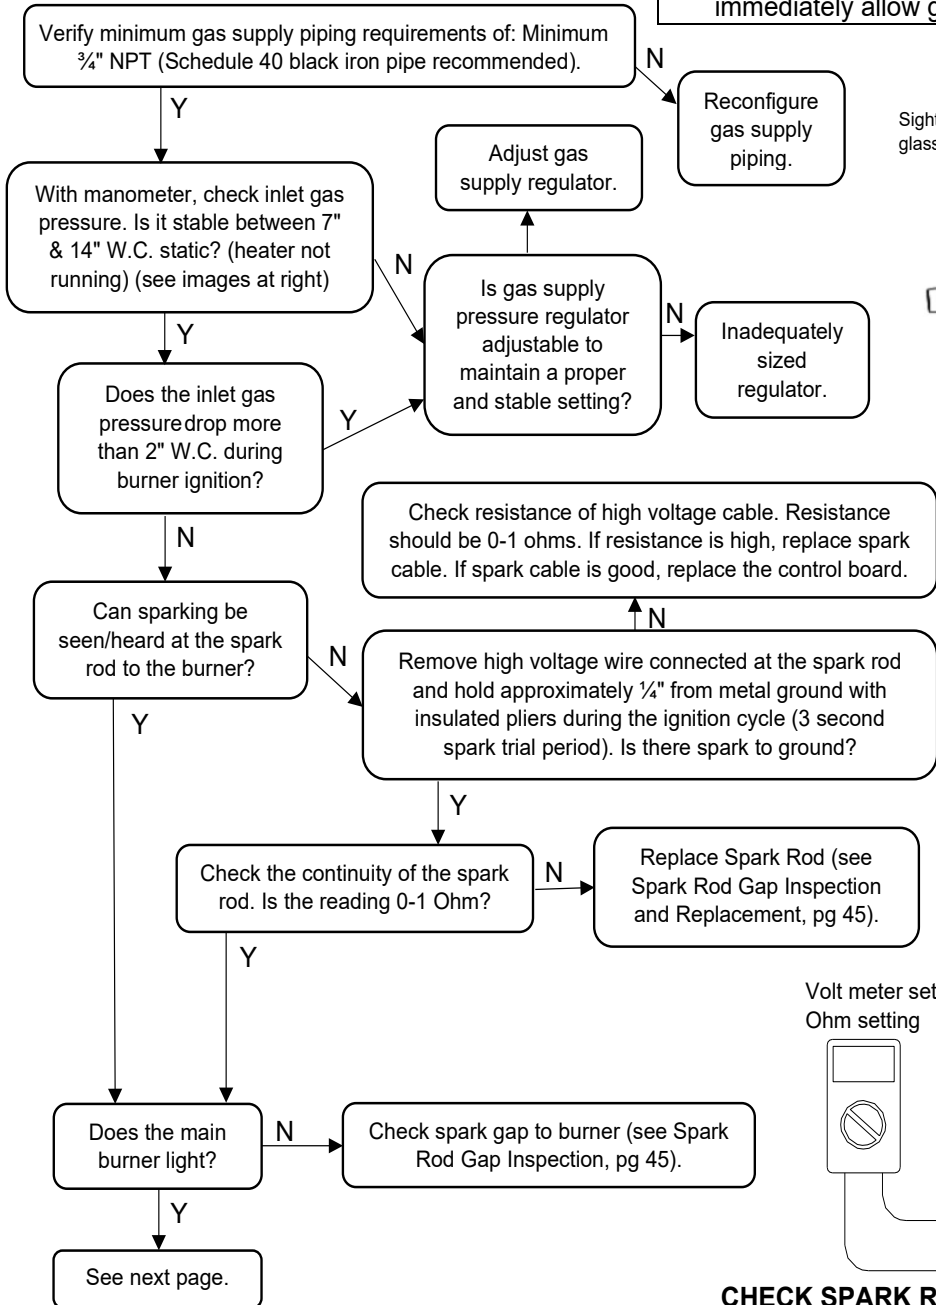 immediately allow g
Verify minimum gas supply piping requirements of: Minimum
¾" NPT (Schedule 40 black iron pipe recommended).
N
Y
Reconfigure
gas supply
piping.
Sight
glass
Adjust gas
supply regulator.
With manometer, check inlet gas
pressure. Is it stable between 7"
& 14" W.C. static? (heater not
running) (see images at right)
N
Y
Is gas supply
pressure regulator
adjustable to
maintain a proper
and stable setting?
N
Inadequately
sized
regulator.
Does the inlet gas
pressure drop more
than 2" W.C. during
burner ignition?
Y
N
Check resistance of high voltage cable. Resistance
should be 0-1 ohms. If resistance is high, replace spark
cable. If spark cable is good, replace the control board.
N
Can sparking be
seen/heard at the spark
rod to the burner?
N
Y
Remove high voltage wire connected at the spark rod
and hold approximately ¼" from metal ground with
insulated pliers during the ignition cycle (3 second
spark trial period). Is there spark to ground?
Y
Check the continuity of the spark
rod. Is the reading 0-1 Ohm?
N
Y
Replace Spark Rod (see
Spark Rod Gap Inspection
and Replacement, pg 45).
Volt meter set
Ohm setting
Does the main
burner light?
N
Y
Check spark gap to burner (see Spark
Rod Gap Inspection, pg 45).
See next page.
CHECK SPARK R